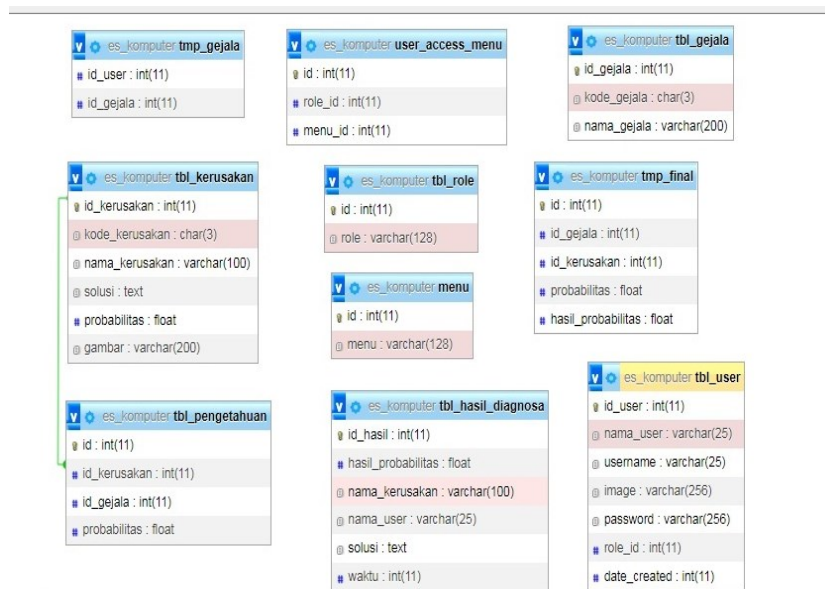 es_komputer tmp_gejala
id_user : int(11)
id_gejala : int(11)
es_komputer user_access_menu
id : int(11)
role_id : int(11)
menu_id : int(11)
es_komputer tbl_gejala
id_gejala : int(11)
kode_gejala : char(3)
nama_gejala : varchar(200)
es_komputer tbl_kerusakan
id_kerusakan : int(11)
kode_kerusakan : char(3)
nama_kerusakan : varchar(100)
solusi : text
probabilitas : float
gambar : varchar(200)
es_komputer tbl_role
id : int(11)
role : varchar(128)
es_komputer tmp_final
id : int(11)
id_gejala : int(11)
id_kerusakan : int(11)
probabilitas : float
hasil_probabilitas : float
es_komputer menu
id : int(11)
menu : varchar(128)
es_komputer tbl_pengetahuan
id : int(11)
id_kerusakan : int(11)
id_gejala : int(11)
probabilitas : float
es_komputer tbl_hasil_diagnosa
id_hasil : int(11)
hasil_probabilitas : float
nama_kerusakan : varchar(100)
nama_user : varchar(25)
solusi : text
waktu : int(11)
es_komputer tbl_user
id_user : int(11)
nama_user : varchar(25)
username : varchar(25)
image : varchar(256)
password : varchar(256)
role_id : int(11)
date_created : int(11)